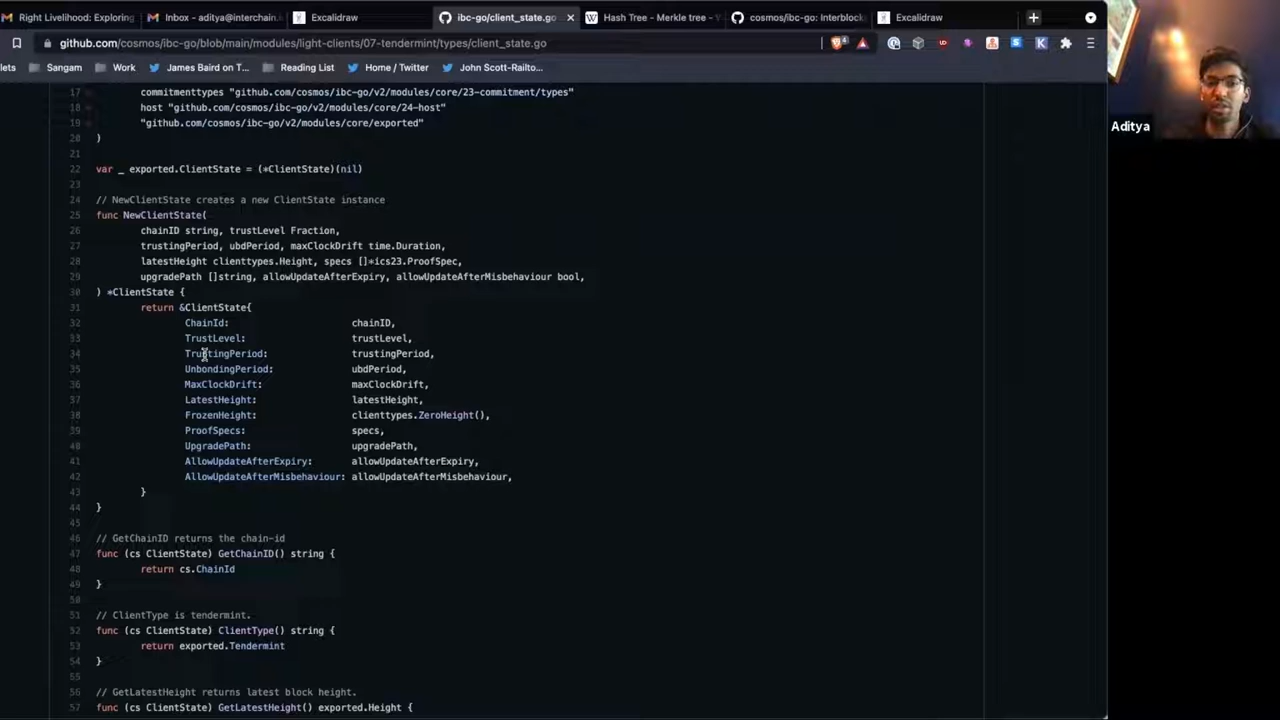 Right Livelihood: Exploring
Inbox - aditya@interchain.
Excalidraw
ibc-go/client_state.go
Hash Tree - Merkle tree -
cosmos/ibc-go: Interblock
Excalidraw
github.com/cosmos/ibc-go/blob/main/modules/light-clients/07-tendermint/types/client_state.go
lets Sangam Work James Baird on T... Reading List Home / Twitter John Scott-Railto...
Aditya
17 commitmenttypes "github.com/cosmos/ibc-go/v2/modules/core/23-commitment/types"
18 host "github.com/cosmos/ibc-go/v2/modules/core/24-host"
19 "github.com/cosmos/ibc-go/v2/modules/core/exported"
20 )
21
22 var _ exported.ClientState = (*ClientState)(nil)
23
24 // NewClientState creates a new ClientState instance
25 func NewClientState(
26 chainID string, trustLevel Fraction,
27 trustingPeriod, ubdPeriod, maxClockDrift time.Duration,
28 latestHeight clienttypes.Height, specs []*ics23.ProofSpec,
29 upgradePath []string, allowUpdateAfterExpiry, allowUpdateAfterMisbehaviour bool,
30 ) *ClientState {
31 return &ClientState{
32 ChainId: chainID,
33 TrustLevel: trustLevel,
34 TrustingPeriod: trustingPeriod,
35 UnbondingPeriod: ubdPeriod,
36 MaxClockDrift: maxClockDrift,
37 LatestHeight: latestHeight,
38 FrozenHeight: clienttypes.ZeroHeight(),
39 ProofSpecs: specs,
40 UpgradePath: upgradePath,
41 AllowUpdateAfterExpiry: allowUpdateAfterExpiry,
42 AllowUpdateAfterMisbehaviour: allowUpdateAfterMisbehaviour,
43 }
44 }
45
46 // GetChainID returns the chain-id
47 func (cs ClientState) GetChainID() string {
48 return cs.ChainId
49 }
50
51 // ClientType is tendermint.
52 func (cs ClientState) ClientType() string {
53 return exported.Tendermint
54 }
55
56 // GetLatestHeight returns latest block height.
57 func (cs ClientState) GetLatestHeight() exported.Height {